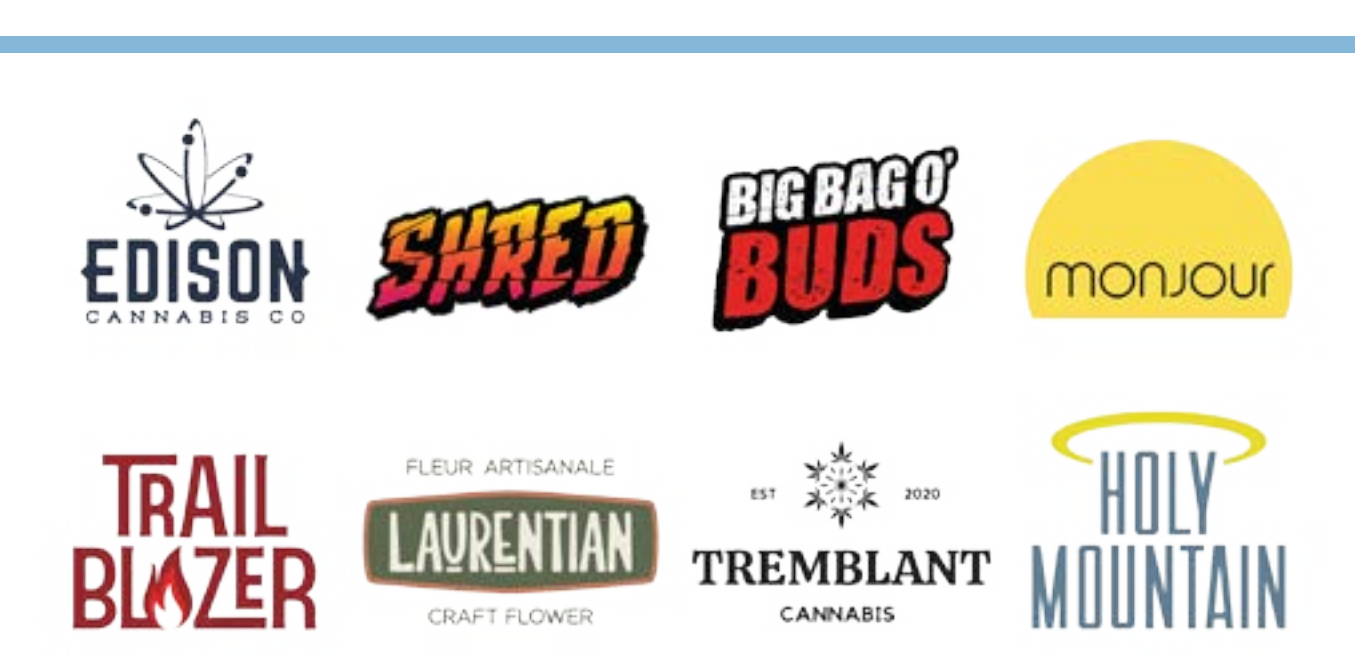 EDISON
CANNABIS CO
SHRED
BIG BAG O'
BUDS
monjour
TRAIL
BLAZER
FLEUR ARTISANALE
LAURENTIAN
CRAFT FLOWER
EST 2020
TREMBLANT
CANNABIS
HOLY
MOUNTAIN